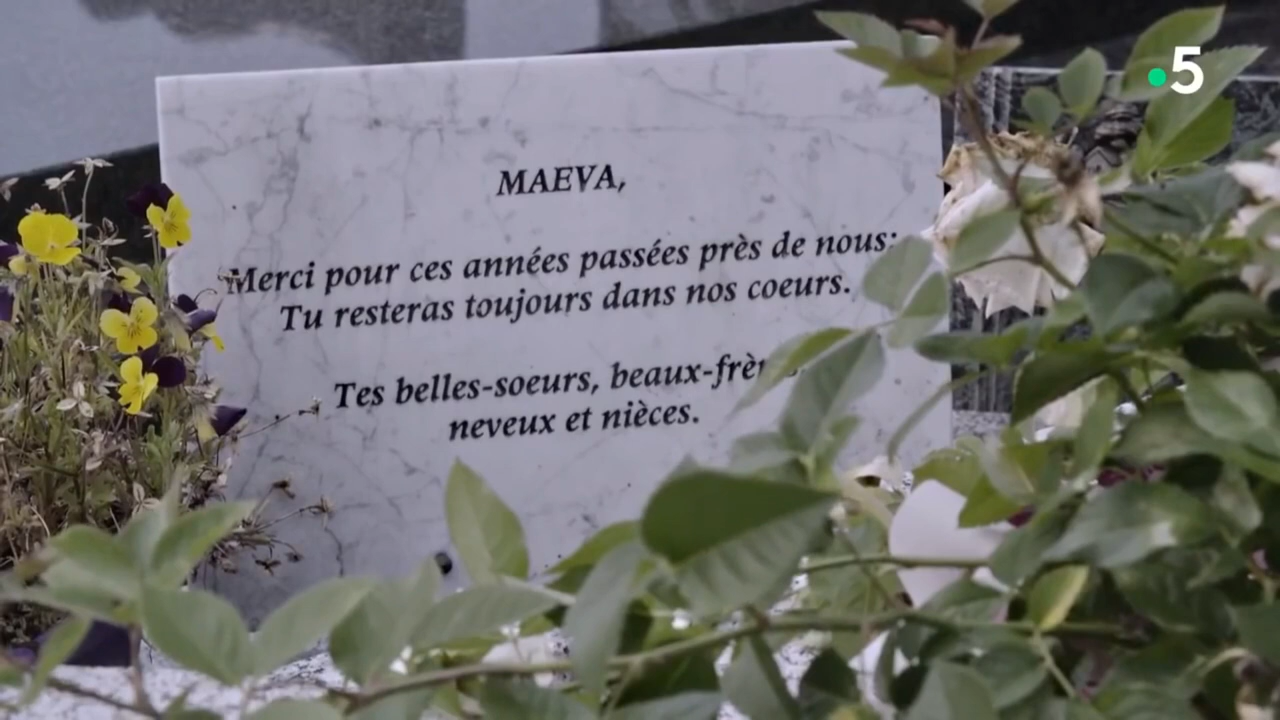 5
MAEVA,
Merci pour ces années passées près de nous;
Tu resteras toujours dans nos coeurs.
Tes belles-soeurs,
neveux et nièces.